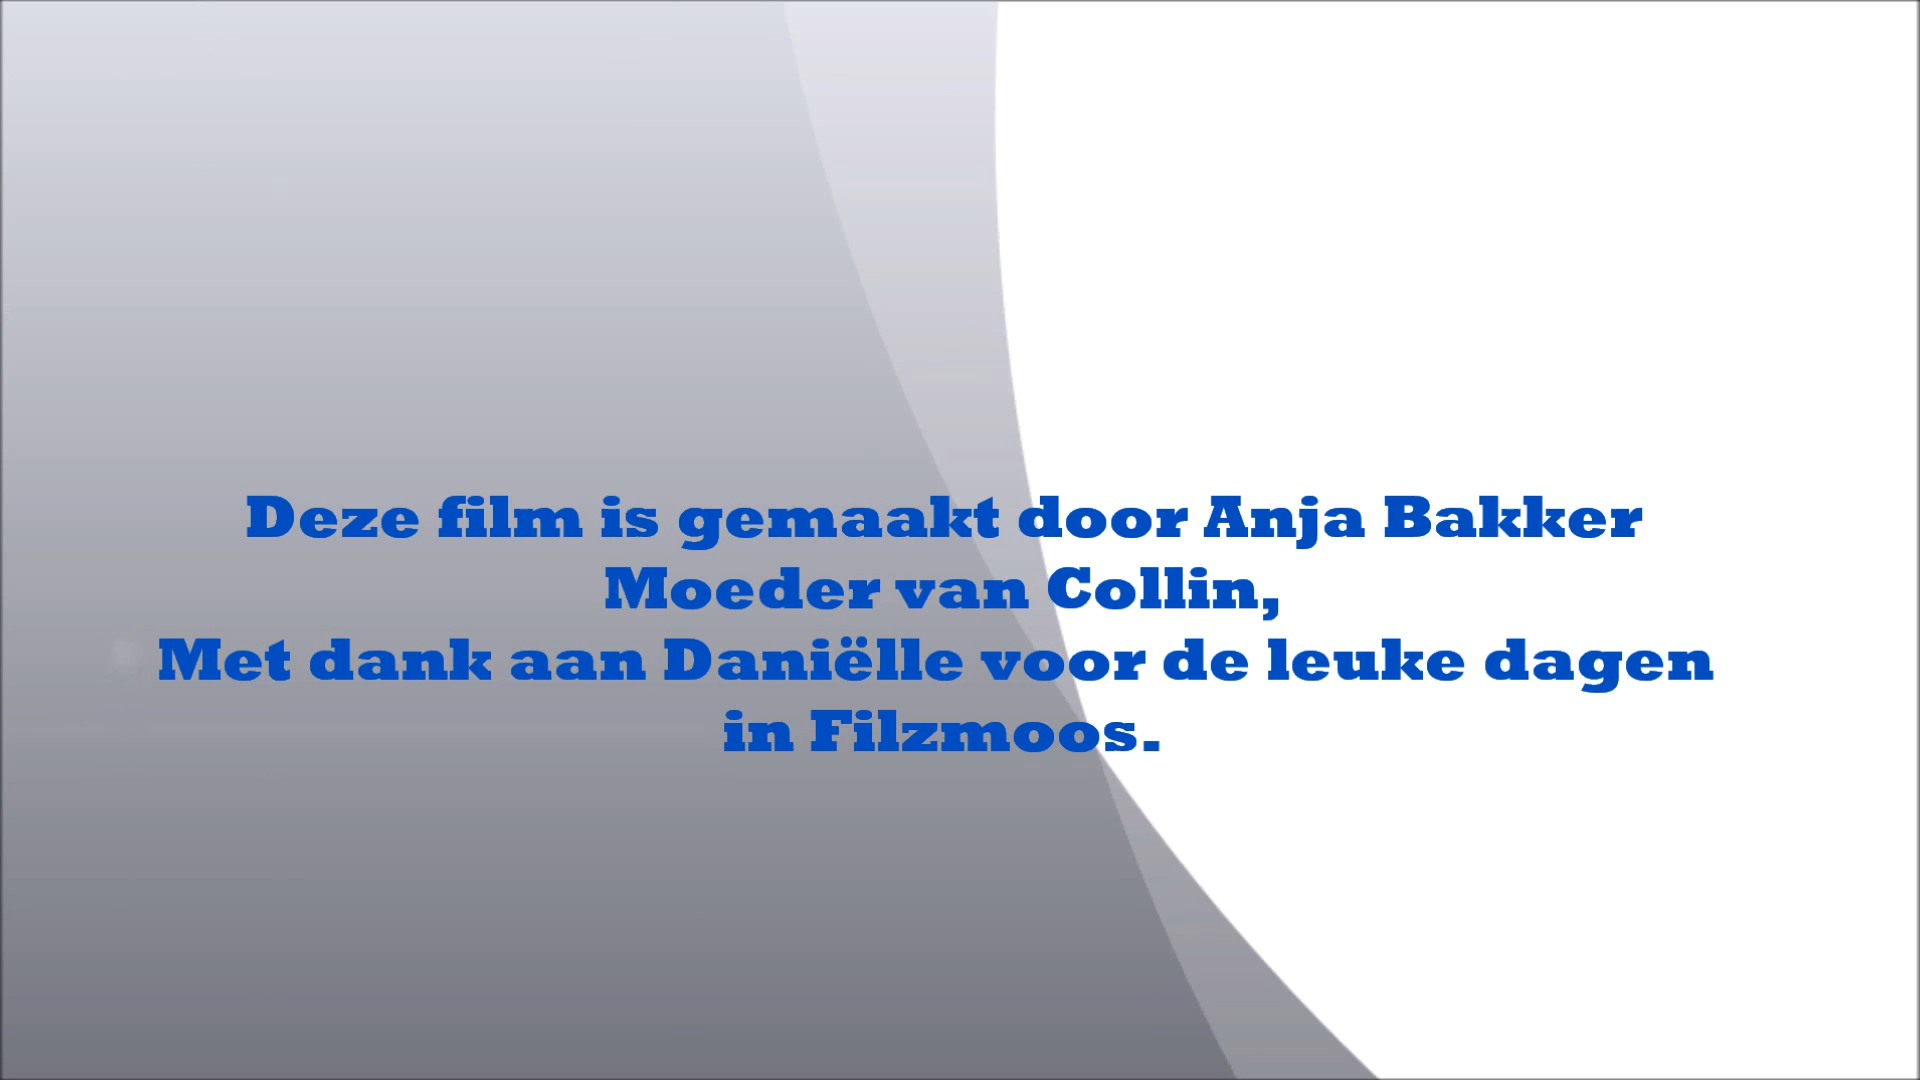 Deze film is gemaakt door Anja Bakker
Moeder van Collin,
Met dank aan Daniëlle voor de leuke dagen
in Filzmoos.